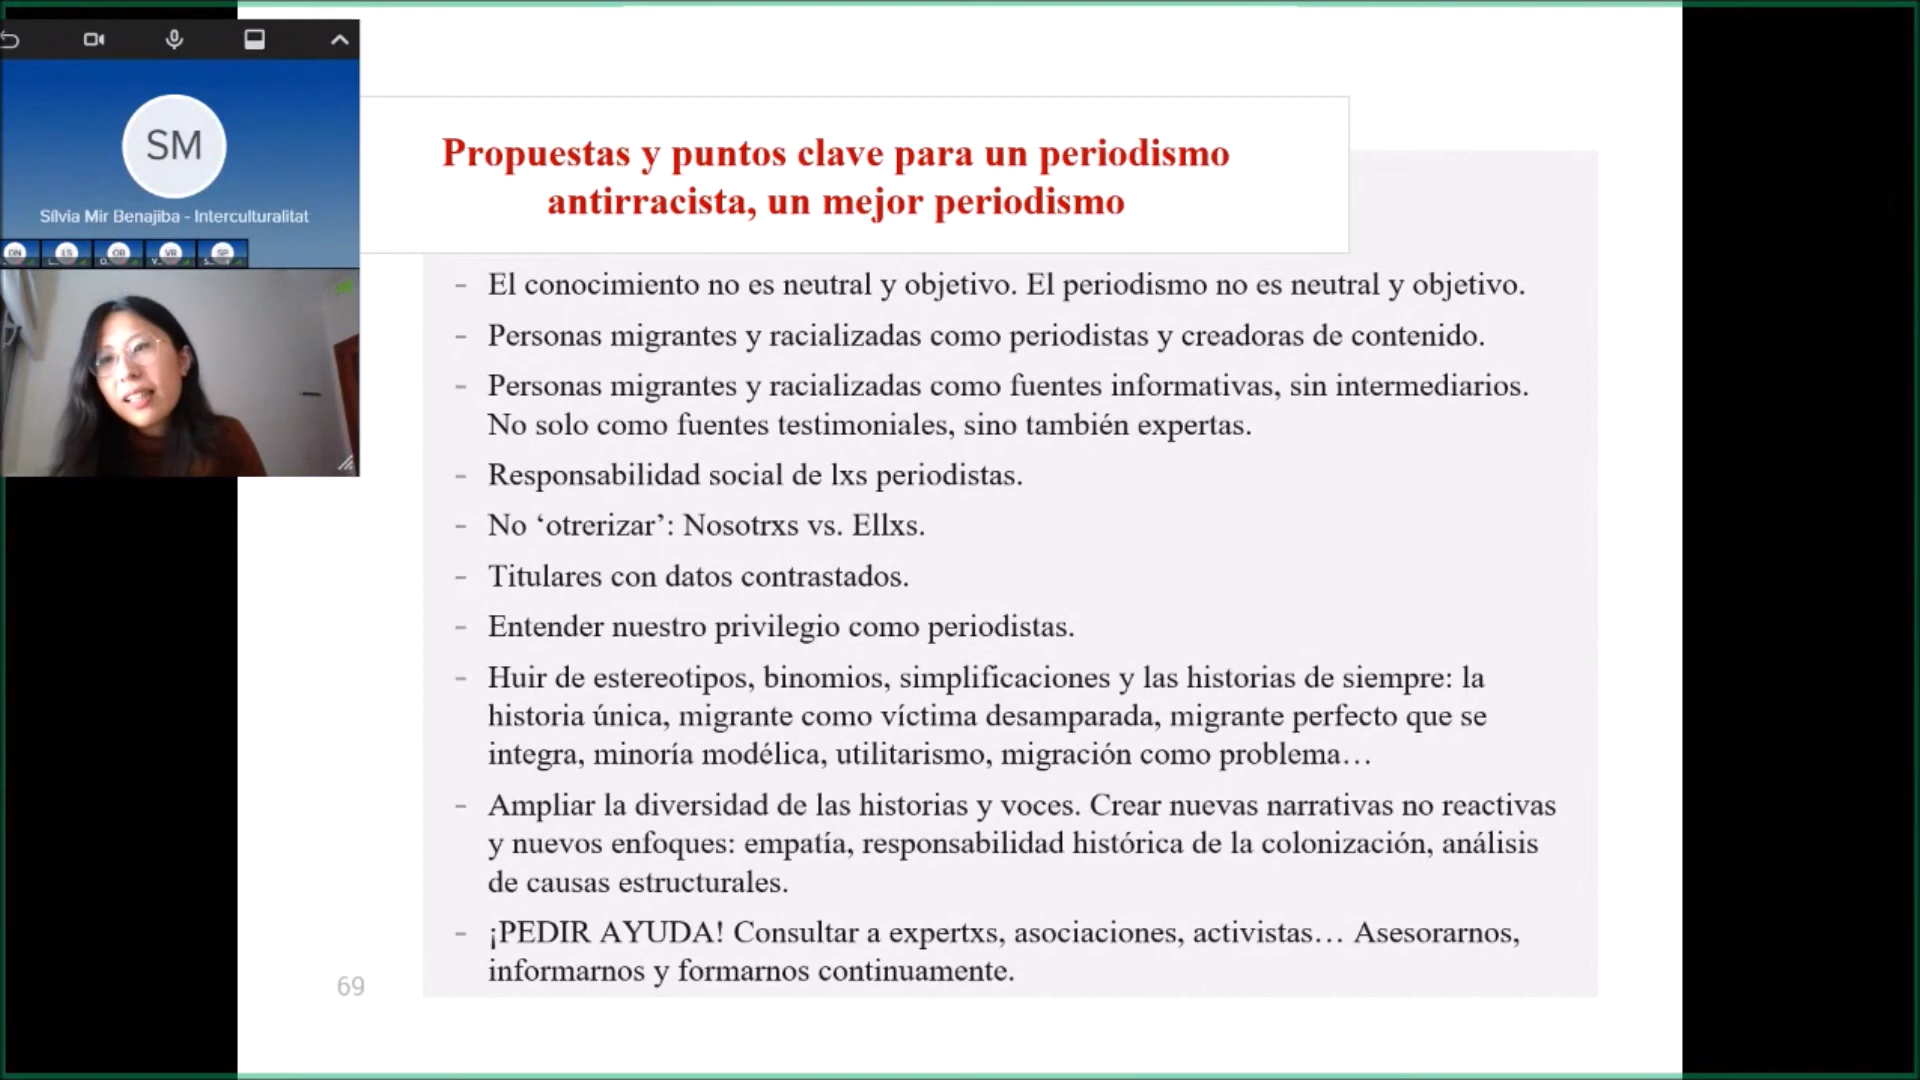 SM
Sílvia Mir Benajiba - Interculturalitat
DN
LS
OB
VR
SP
Propuestas y puntos clave para un periodismo
antirracista, un mejor periodismo
- El conocimiento no es neutral y objetivo. El periodismo no es neutral y objetivo.
- Personas migrantes y racializadas como periodistas y creadoras de contenido.
- Personas migrantes y racializadas como fuentes informativas, sin intermediarios.
No solo como fuentes testimoniales, sino también expertas.
- Responsabilidad social de lxs periodistas.
- No ‘otrerizar’: Nosotrxs vs. Ellxs.
- Titulares con datos contrastados.
- Entender nuestro privilegio como periodistas.
- Huir de estereotipos, binomios, simplificaciones y las historias de siempre: la
historia única, migrante como víctima desamparada, migrante perfecto que se
integra, minoría modélica, utilitarismo, migración como problema…
- Ampliar la diversidad de las historias y voces. Crear nuevas narrativas no reactivas
y nuevos enfoques: empatía, responsabilidad histórica de la colonización, análisis
de causas estructurales.
- ¡PEDIR AYUDA! Consultar a expertxs, asociaciones, activistas… Asesorarnos,
informarnos y formarnos continuamente.
69